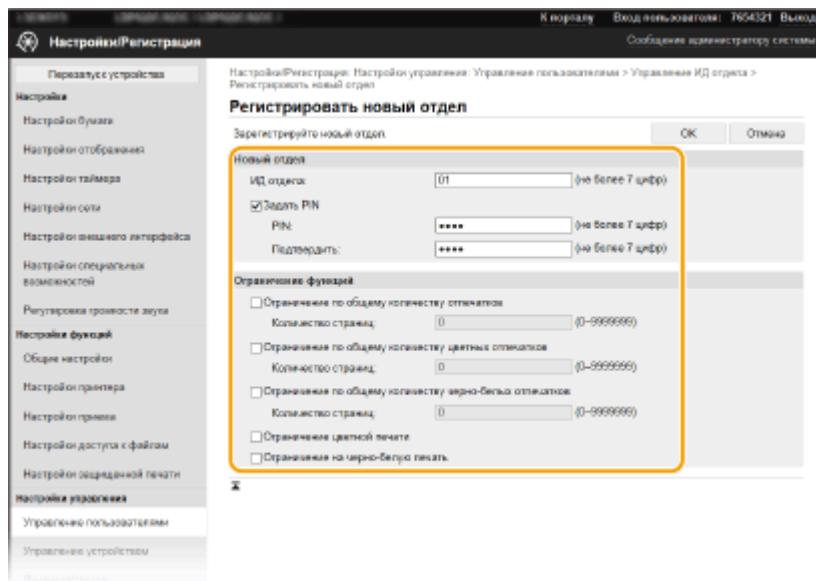 К порталу Вход пользователя: 7654321 Выход
Настройки/Регистрация
Сообщение администратору системы
Перезапуск устройства
Настройки
Настройки бумаги
Настройки отображения
Настройки таймера
Настройки сети
Настройки внешнего интерфейса
Настройки специальных
возможностей
Регулировка громкости звука
Настройки функций
Общие настройки
Настройки принтера
Настройки приема
Настройки доступа к файлам
Настройки защищенной печати
Настройки управления
Управление пользователями
Управление устройством
Настройки/Регистрация: Настройки управления: Управление пользователями > Управление ИД отдела >
Регистрировать новый отдел
Регистрировать новый отдел
Зарегистрируйте новый отдел.
OK Отмена
Новый отдел
ИД отдела: 01 (не более 7 цифр)
Задать PIN
PIN: •••• (не более 7 цифр)
Подтвердить: •••• (не более 7 цифр)
Ограничение функций
Ограничение по общему количеству отпечатков
Количество страниц: 0 (0-9999999)
Ограничение по общему количеству цветных отпечатков
Количество страниц: 0 (0-9999999)
Ограничение по общему количеству черно-белых отпечатков
Количество страниц: 0 (0-9999999)
Ограничение цветной печати
Ограничение на черно-белую печать